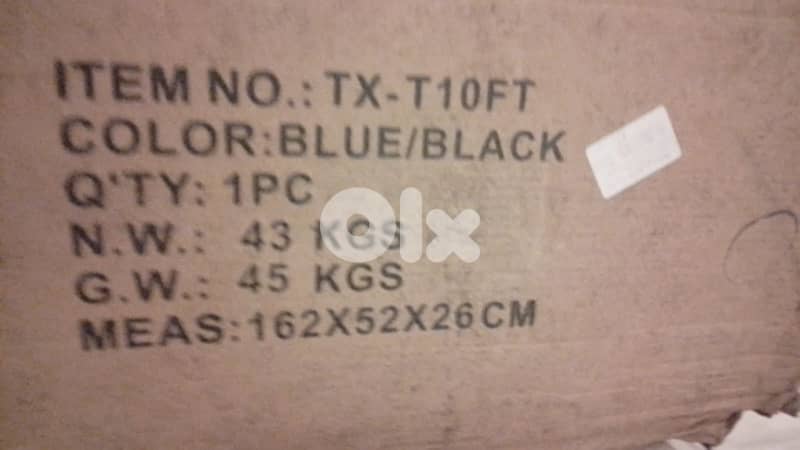 ITEM NO.: TX-T10FT
COLOR:BLUE/BLACK
Q'TY: 1PC
N.W.: 43 KGS
G.W.: 45 KGS
MEAS:162X52X26CM
olx